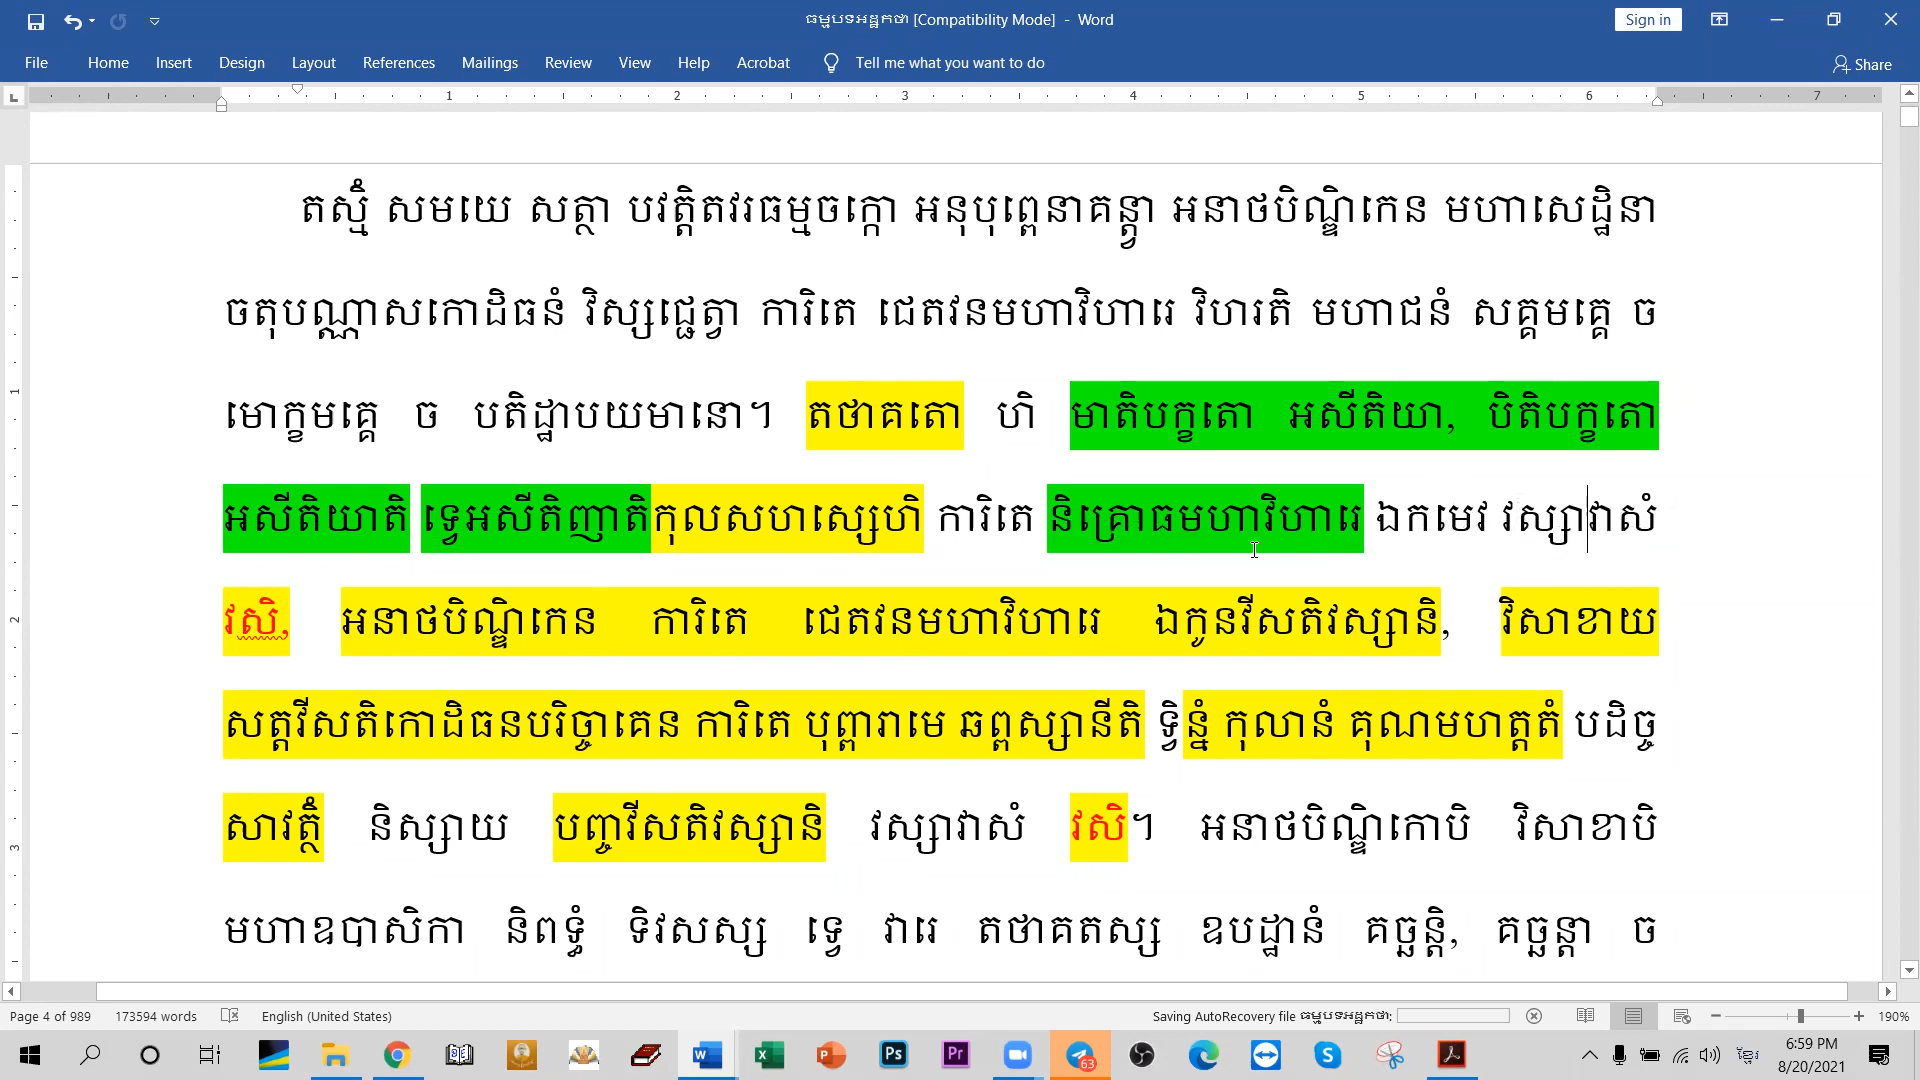 ធម្មបទអដ្ឋកថា [Compatibility Mode] - Word
Sign in
File Home Insert Design Layout References Mailings Review View Help Acrobat Tell me what you want to do Share
1 2 3 4 5 6 7
តស្មិំ សមយេ សត្ថា បវត្តិតវរធម្មចក្កោ អនុបុព្ពេនាគន្ត្វា អនាថបិណ្ឌិកេន មហាសេដ្ឋិនា
ចតុបណ្ណាសកោដិធនំ វិស្សជ្ជេត្វា ការិតេ ជេតវនមហាវិហារេ វិហរតិ មហាជនំ សគ្គមគ្គេ ច
មោក្ខមគ្គេ ច បតិដ្ឋាបយមានោ។ តថាគតោ ហិ មាតិបក្ខតោ អសីតិយា, បិតិបក្ខតោ
អសីតិយាតិ ទ្វេអសីតិញាតិកុលសហស្សេហិ ការិតេ និគ្រោធមហាវិហារេ ឯកមេវ វស្សាវាសំ
វសិ, អនាថបិណ្ឌិកេន ការិតេ ជេតវនមហាវិហារេ ឯកូនវីសតិវស្សានិ, វិសាខាយ
សត្តវីសតិកោដិធនបរិច្ចាគេន ការិតេ បុព្ពារាមេ ឆព្ពស្សានីតិ ទ្វិន្នំ កុលានំ គុណមហត្តតំ បដិច្ច
សាវត្ថិំ និស្សាយ បញ្ចវីសតិវស្សានិ វស្សាវាសំ វសិ។ អនាថបិណ្ឌិកោបិ វិសាខាបិ
មហាឧបាសិកា និពទ្ធំ ទិវសស្ស ទ្វេ វារេ តថាគតស្ស ឧបដ្ឋានំ គច្ឆន្តិ, គច្ឆន្តា ច
1
2
3
Page 4 of 989 173594 words English (United States) Saving AutoRecovery file ធម្មបទអដ្ឋកថា: 190%
63
ខ្មែរ
6:59 PM
8/20/2021